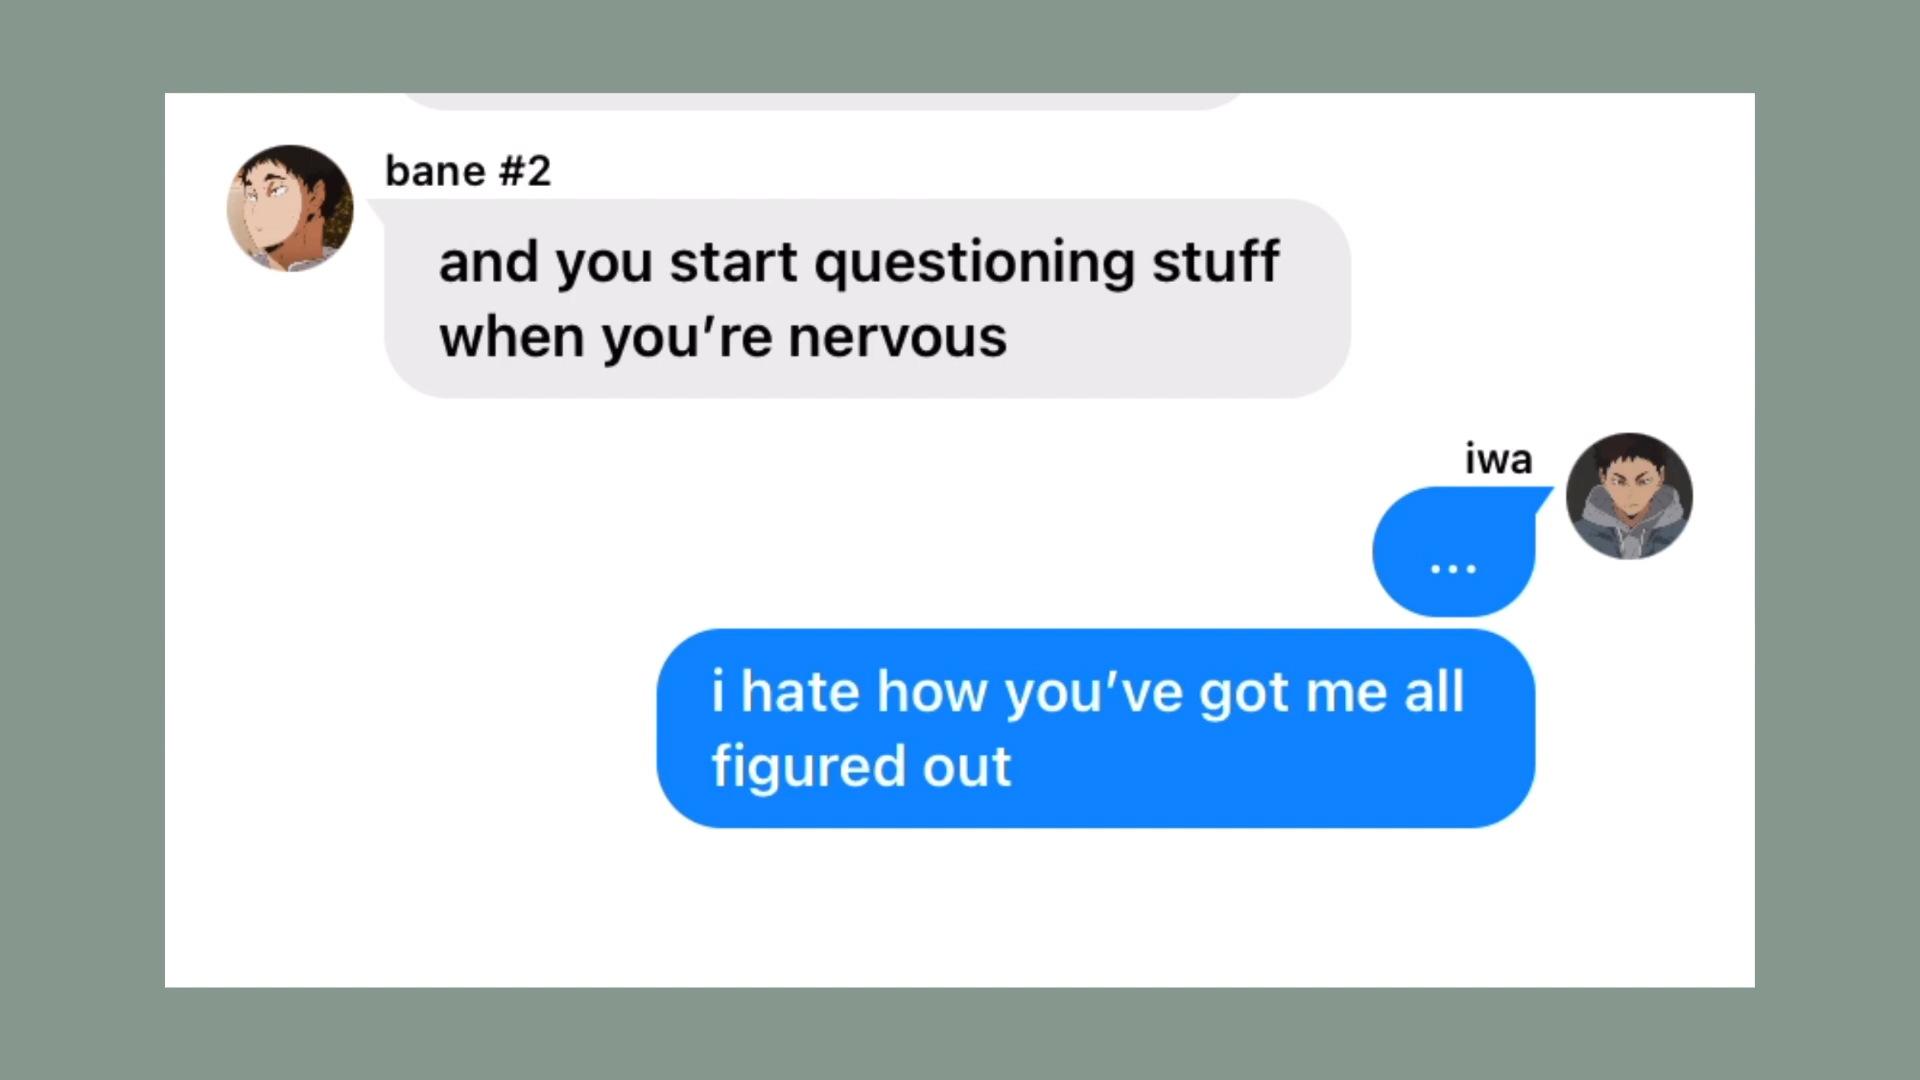 bane #2
and you start questioning stuff
when you’re nervous
iwa
...
i hate how you’ve got me all
figured out